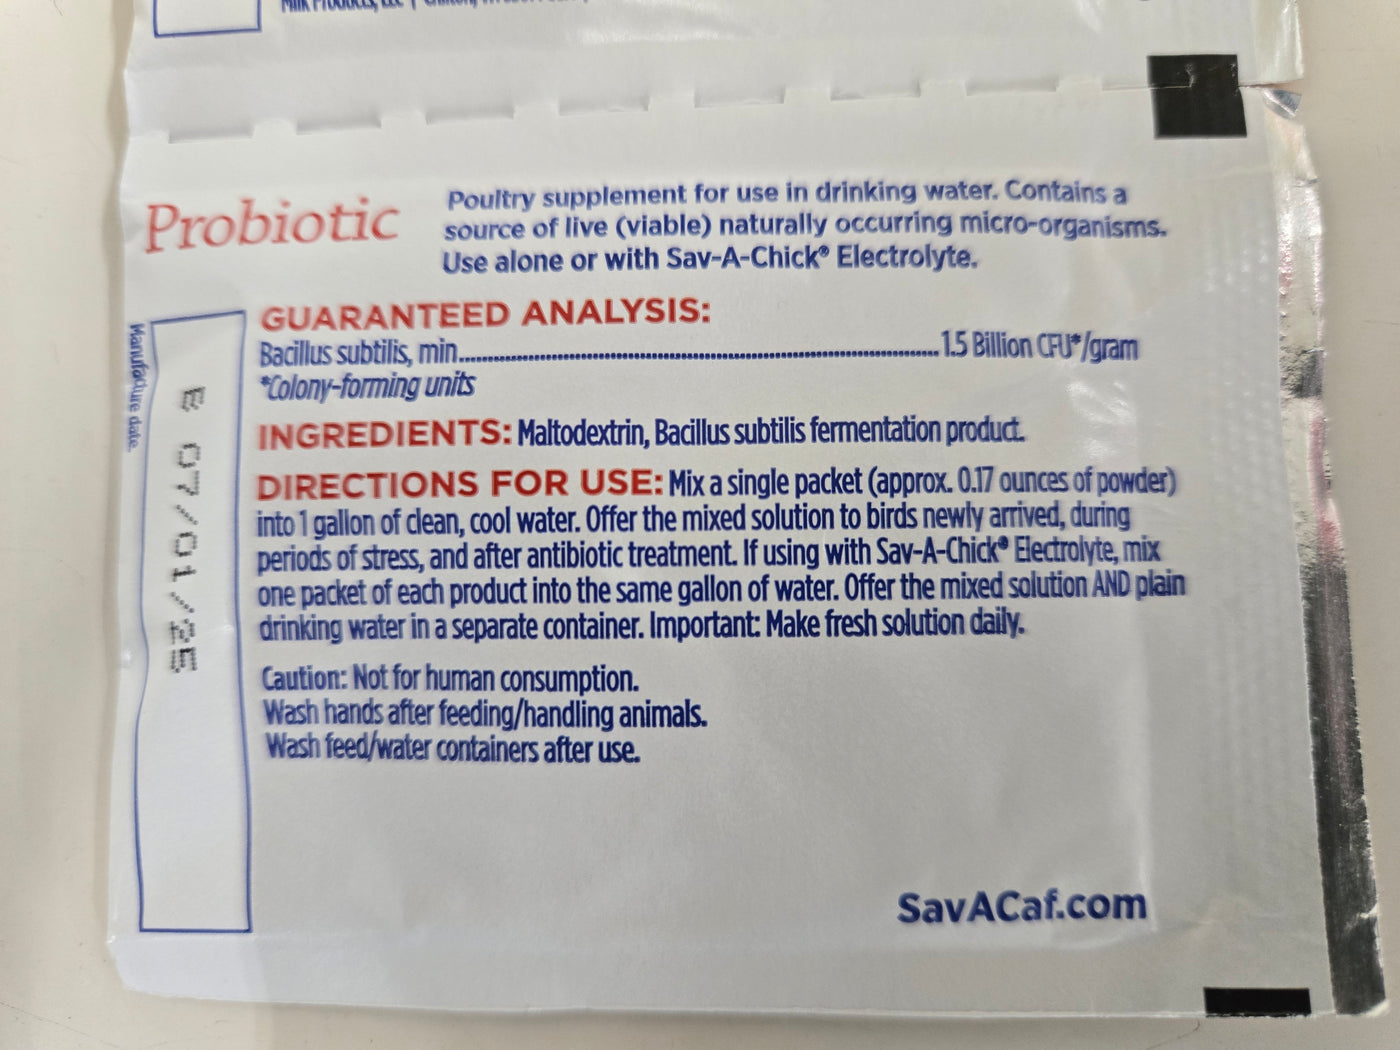 Milk Products, LLC |
Probiotic
Poultry supplement for use in drinking water. Contains a
source of live (viable) naturally occurring micro-organisms.
Use alone or with Sav-A-Chick® Electrolyte.
GUARANTEED ANALYSIS:
Bacillus subtilis, min.......................................................................1.5 Billion CFU*/gram
*Colony-forming units
INGREDIENTS: Maltodextrin, Bacillus subtilis fermentation product.
DIRECTIONS FOR USE: Mix a single packet (approx. 0.17 ounces of powder)
into 1 gallon of clean, cool water. Offer the mixed solution to birds newly arrived, during
periods of stress, and after antibiotic treatment. If using with Sav-A-Chick® Electrolyte, mix
one packet of each product into the same gallon of water. Offer the mixed solution AND plain
drinking water in a separate container. Important: Make fresh solution daily.
Caution: Not for human consumption.
Wash hands after feeding/handling animals.
Wash feed/water containers after use.
Manufacture date.
E 07/01/25
SavACaf.com